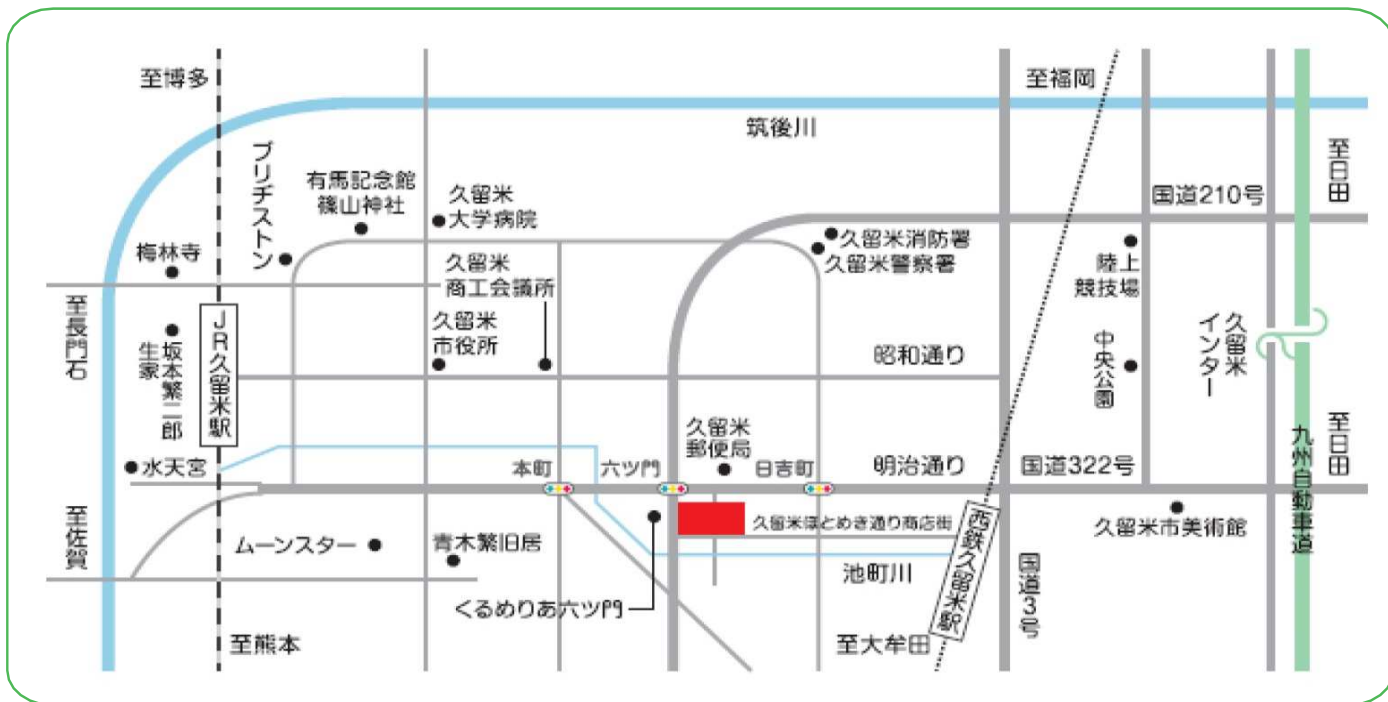 至博多
至福岡
筑後川
ブリヂストン
有馬記念館
篠山神社
久留米
大学病院
国道210号
至日田
梅林寺
久留米
商工会議所
久留米消防署
久留米警察署
陸上
競技場
至長門石
坂本繁二郎
生家
JR久留米駅
久留米
市役所
昭和通り
中央公園
久留米
インター
水天宮
本町
六ツ門
久留米
郵便局
日吉町
明治通り
国道322号
至日田
九州自動車道
至佐賀
ムーンスター
青木繁旧居
久留米ほとめき通り商店街
西鉄久留米駅
久留米市美術館
池町川
国道3号
くるめりあ六ツ門
至熊本
至大牟田